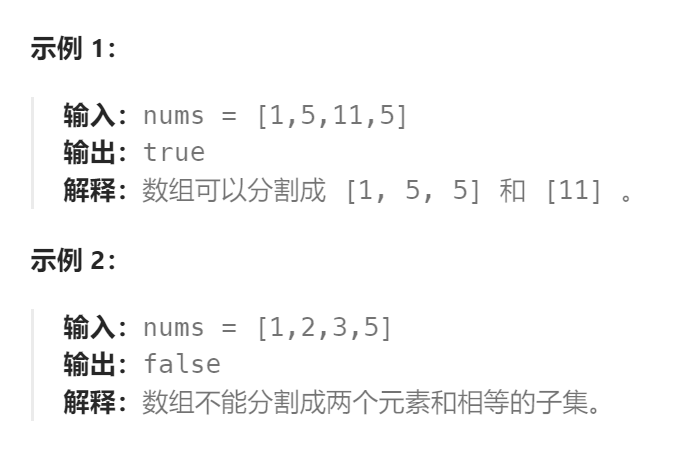 示例 1：
输入：nums = [1,5,11,5]
输出：true
解释：数组可以分割成 [1, 5, 5] 和 [11] 。
示例 2：
输入：nums = [1,2,3,5]
输出：false
解释：数组不能分割成两个元素和相等的子集。